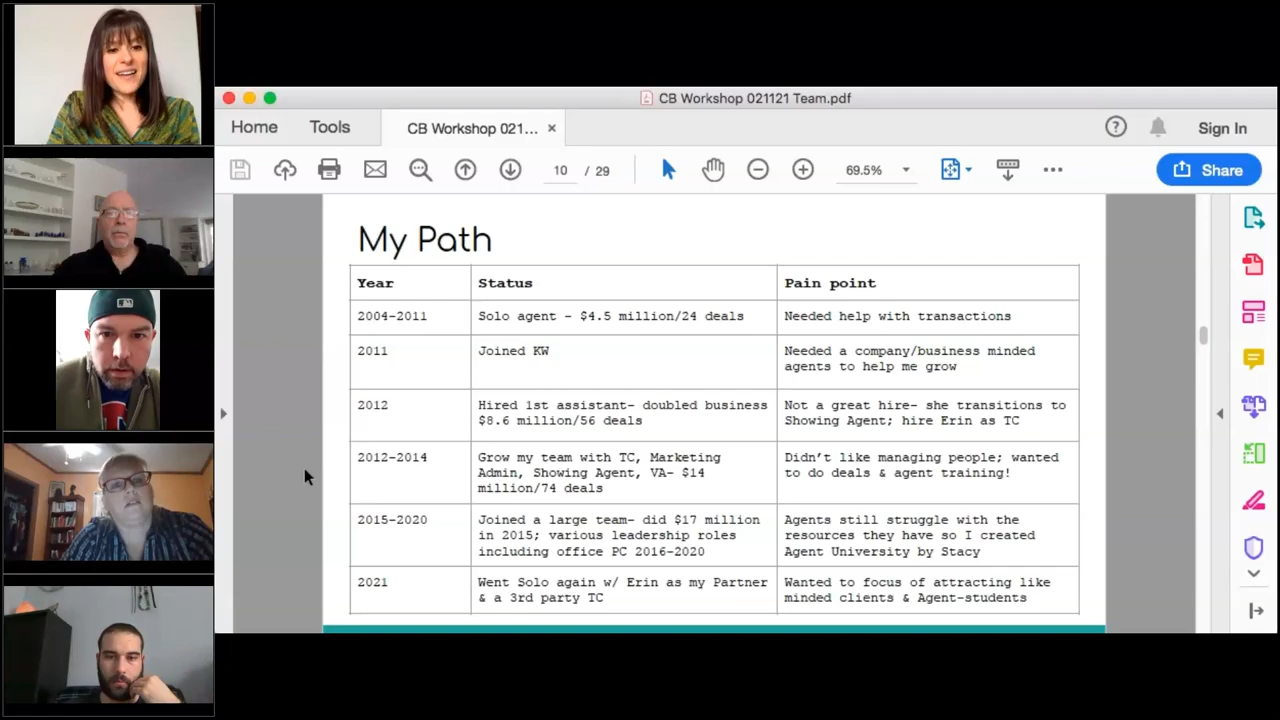 CB Workshop 021121 Team.pdf
Home
Tools
CB Workshop 021...
Sign In
10 / 29
69.5%
Share
My Path
Year
Status
Pain point
2004-2011
Solo agent - $4.5 million/24 deals
Needed help with transactions
2011
Joined KW
Needed a company/business minded
agents to help me grow
2012
Hired 1st assistant- doubled business
$8.6 million/56 deals
Not a great hire- she transitions to
Showing Agent; hire Erin as TC
2012-2014
Grow my team with TC, Marketing
Admin, Showing Agent, VA- $14
million/74 deals
Didn't like managing people; wanted
to do deals & agent training!
2015-2020
Joined a large team- did $17 million
in 2015; various leadership roles
including office PC 2016-2020
Agents still struggle with the
resources they have so I created
Agent University by Stacy
2021
Went Solo again w/ Erin as my Partner
& a 3rd party TC
Wanted to focus of attracting like
minded clients & Agent-students